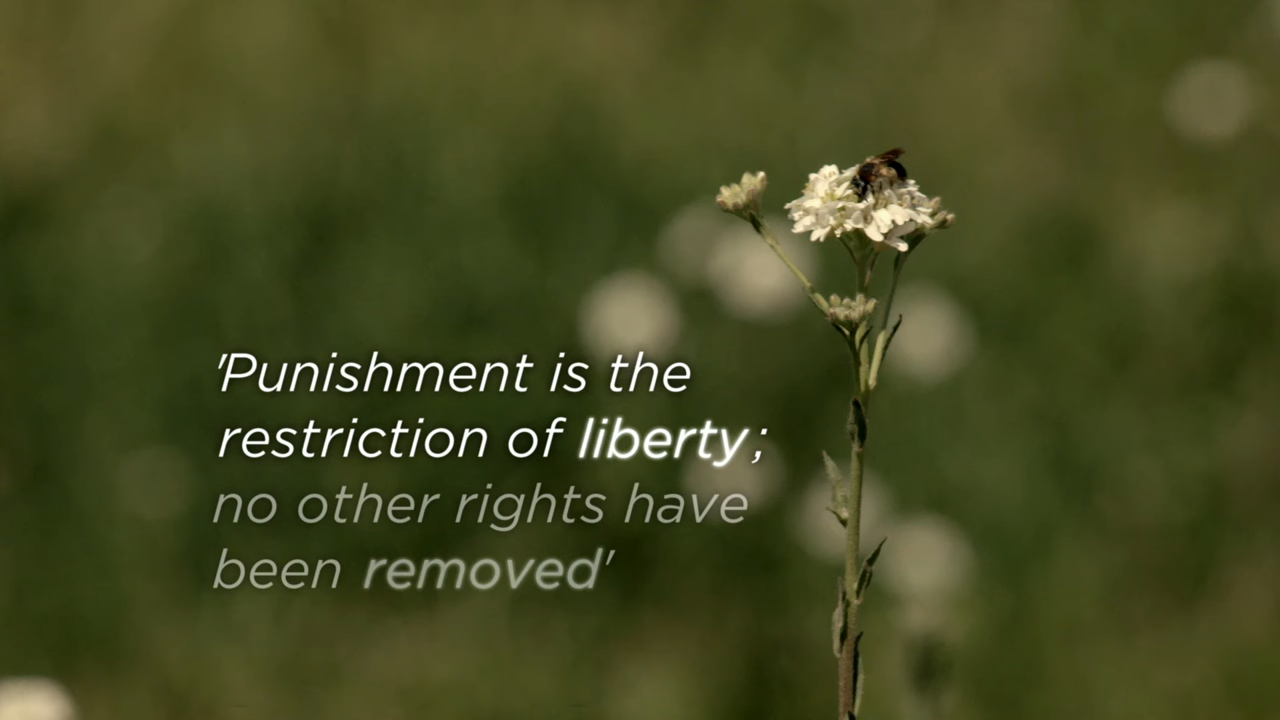 'Punishment is the
restriction of liberty;
no other rights have
been removed'